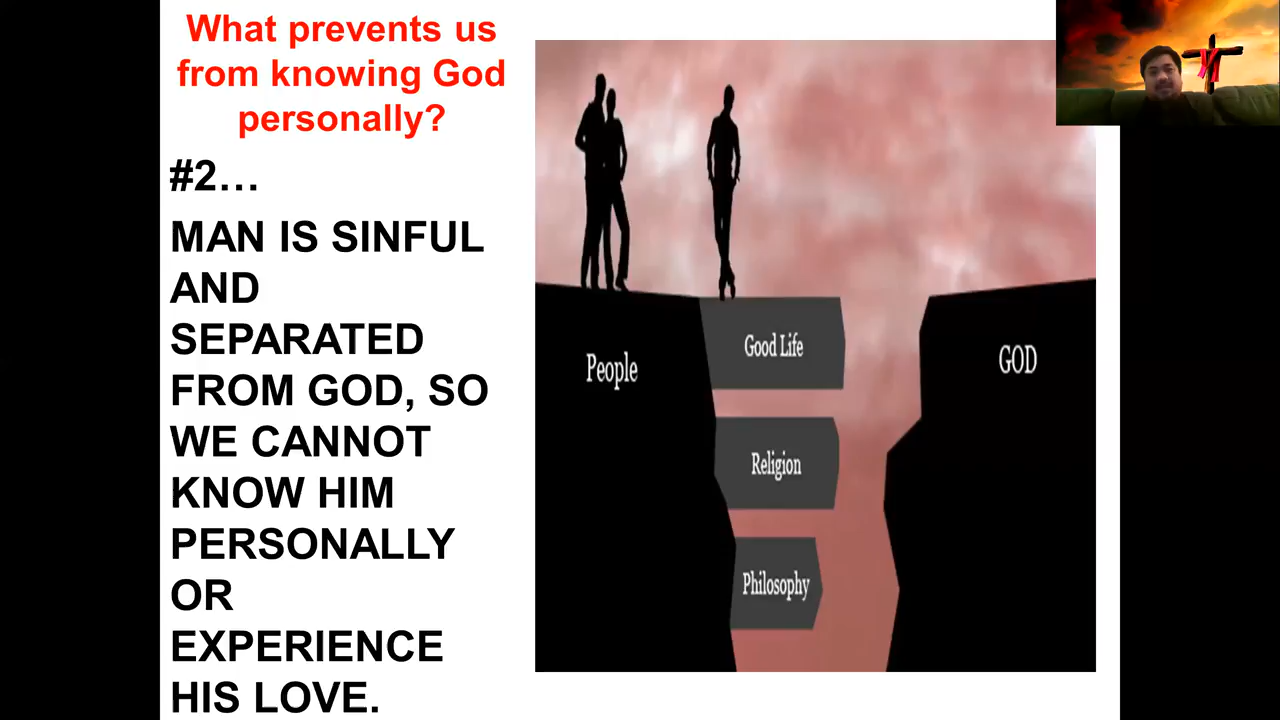 What prevents us
from knowing God
personally?
#2…
MAN IS SINFUL
AND
SEPARATED
FROM GOD, SO
WE CANNOT
KNOW HIM
PERSONALLY
OR
EXPERIENCE
HIS LOVE.
People
Good Life
Religion
Philosophy
GOD